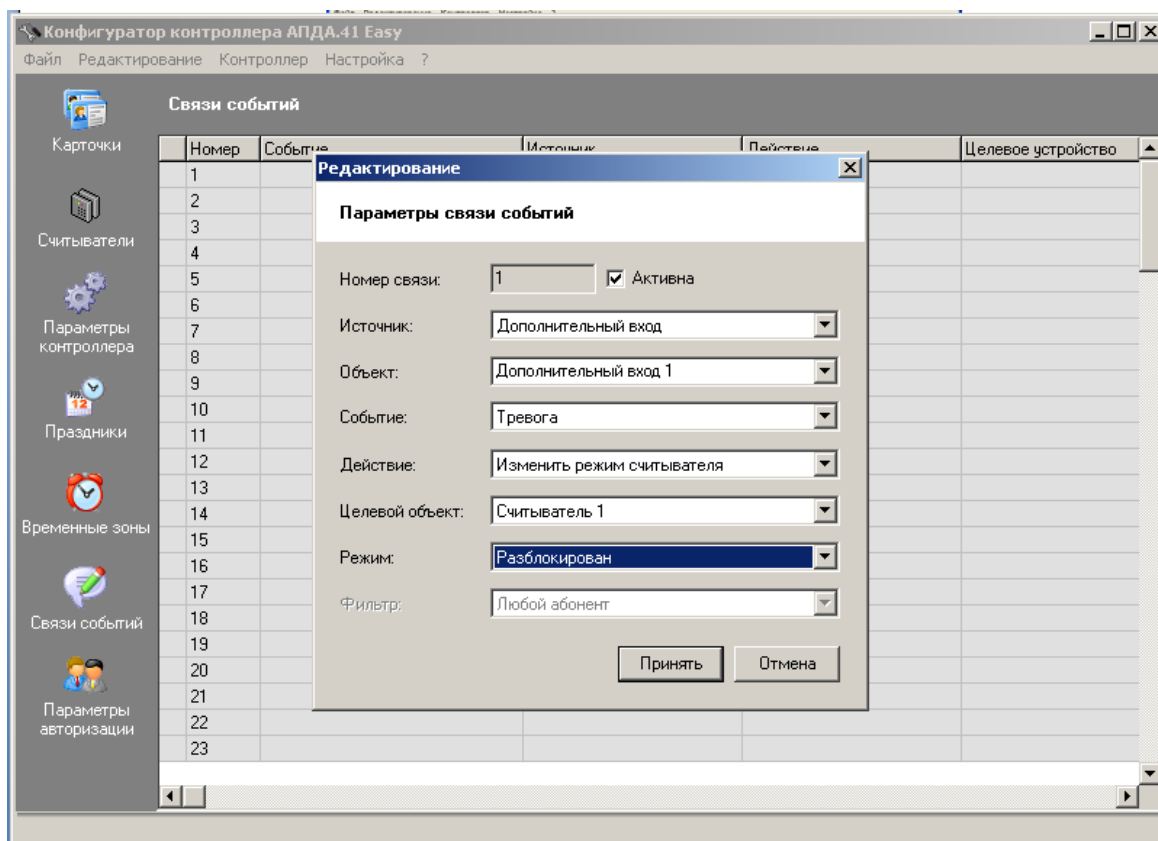 Конфигуратор контроллера АПДА.41 Easy
Файл Редактирование Контроллер Настройка ?
Карточки
Считыватели
Параметры
контроллера
Праздники
Временные зоны
Связи событий
Параметры
авторизации
Связи событий
Номер Событие Источник Действие Целевое устройство
1
2
3
4
5
6
7
8
9
10
11
12
13
14
15
16
17
18
19
20
21
22
23
Редактирование
Параметры связи событий
Номер связи: 1 Активна
Источник: Дополнительный вход
Объект: Дополнительный вход 1
Событие: Тревога
Действие: Изменить режим считывателя
Целевой объект: Считыватель 1
Режим: Разблокирован
Фильтр: Любой абонент
Принять Отмена